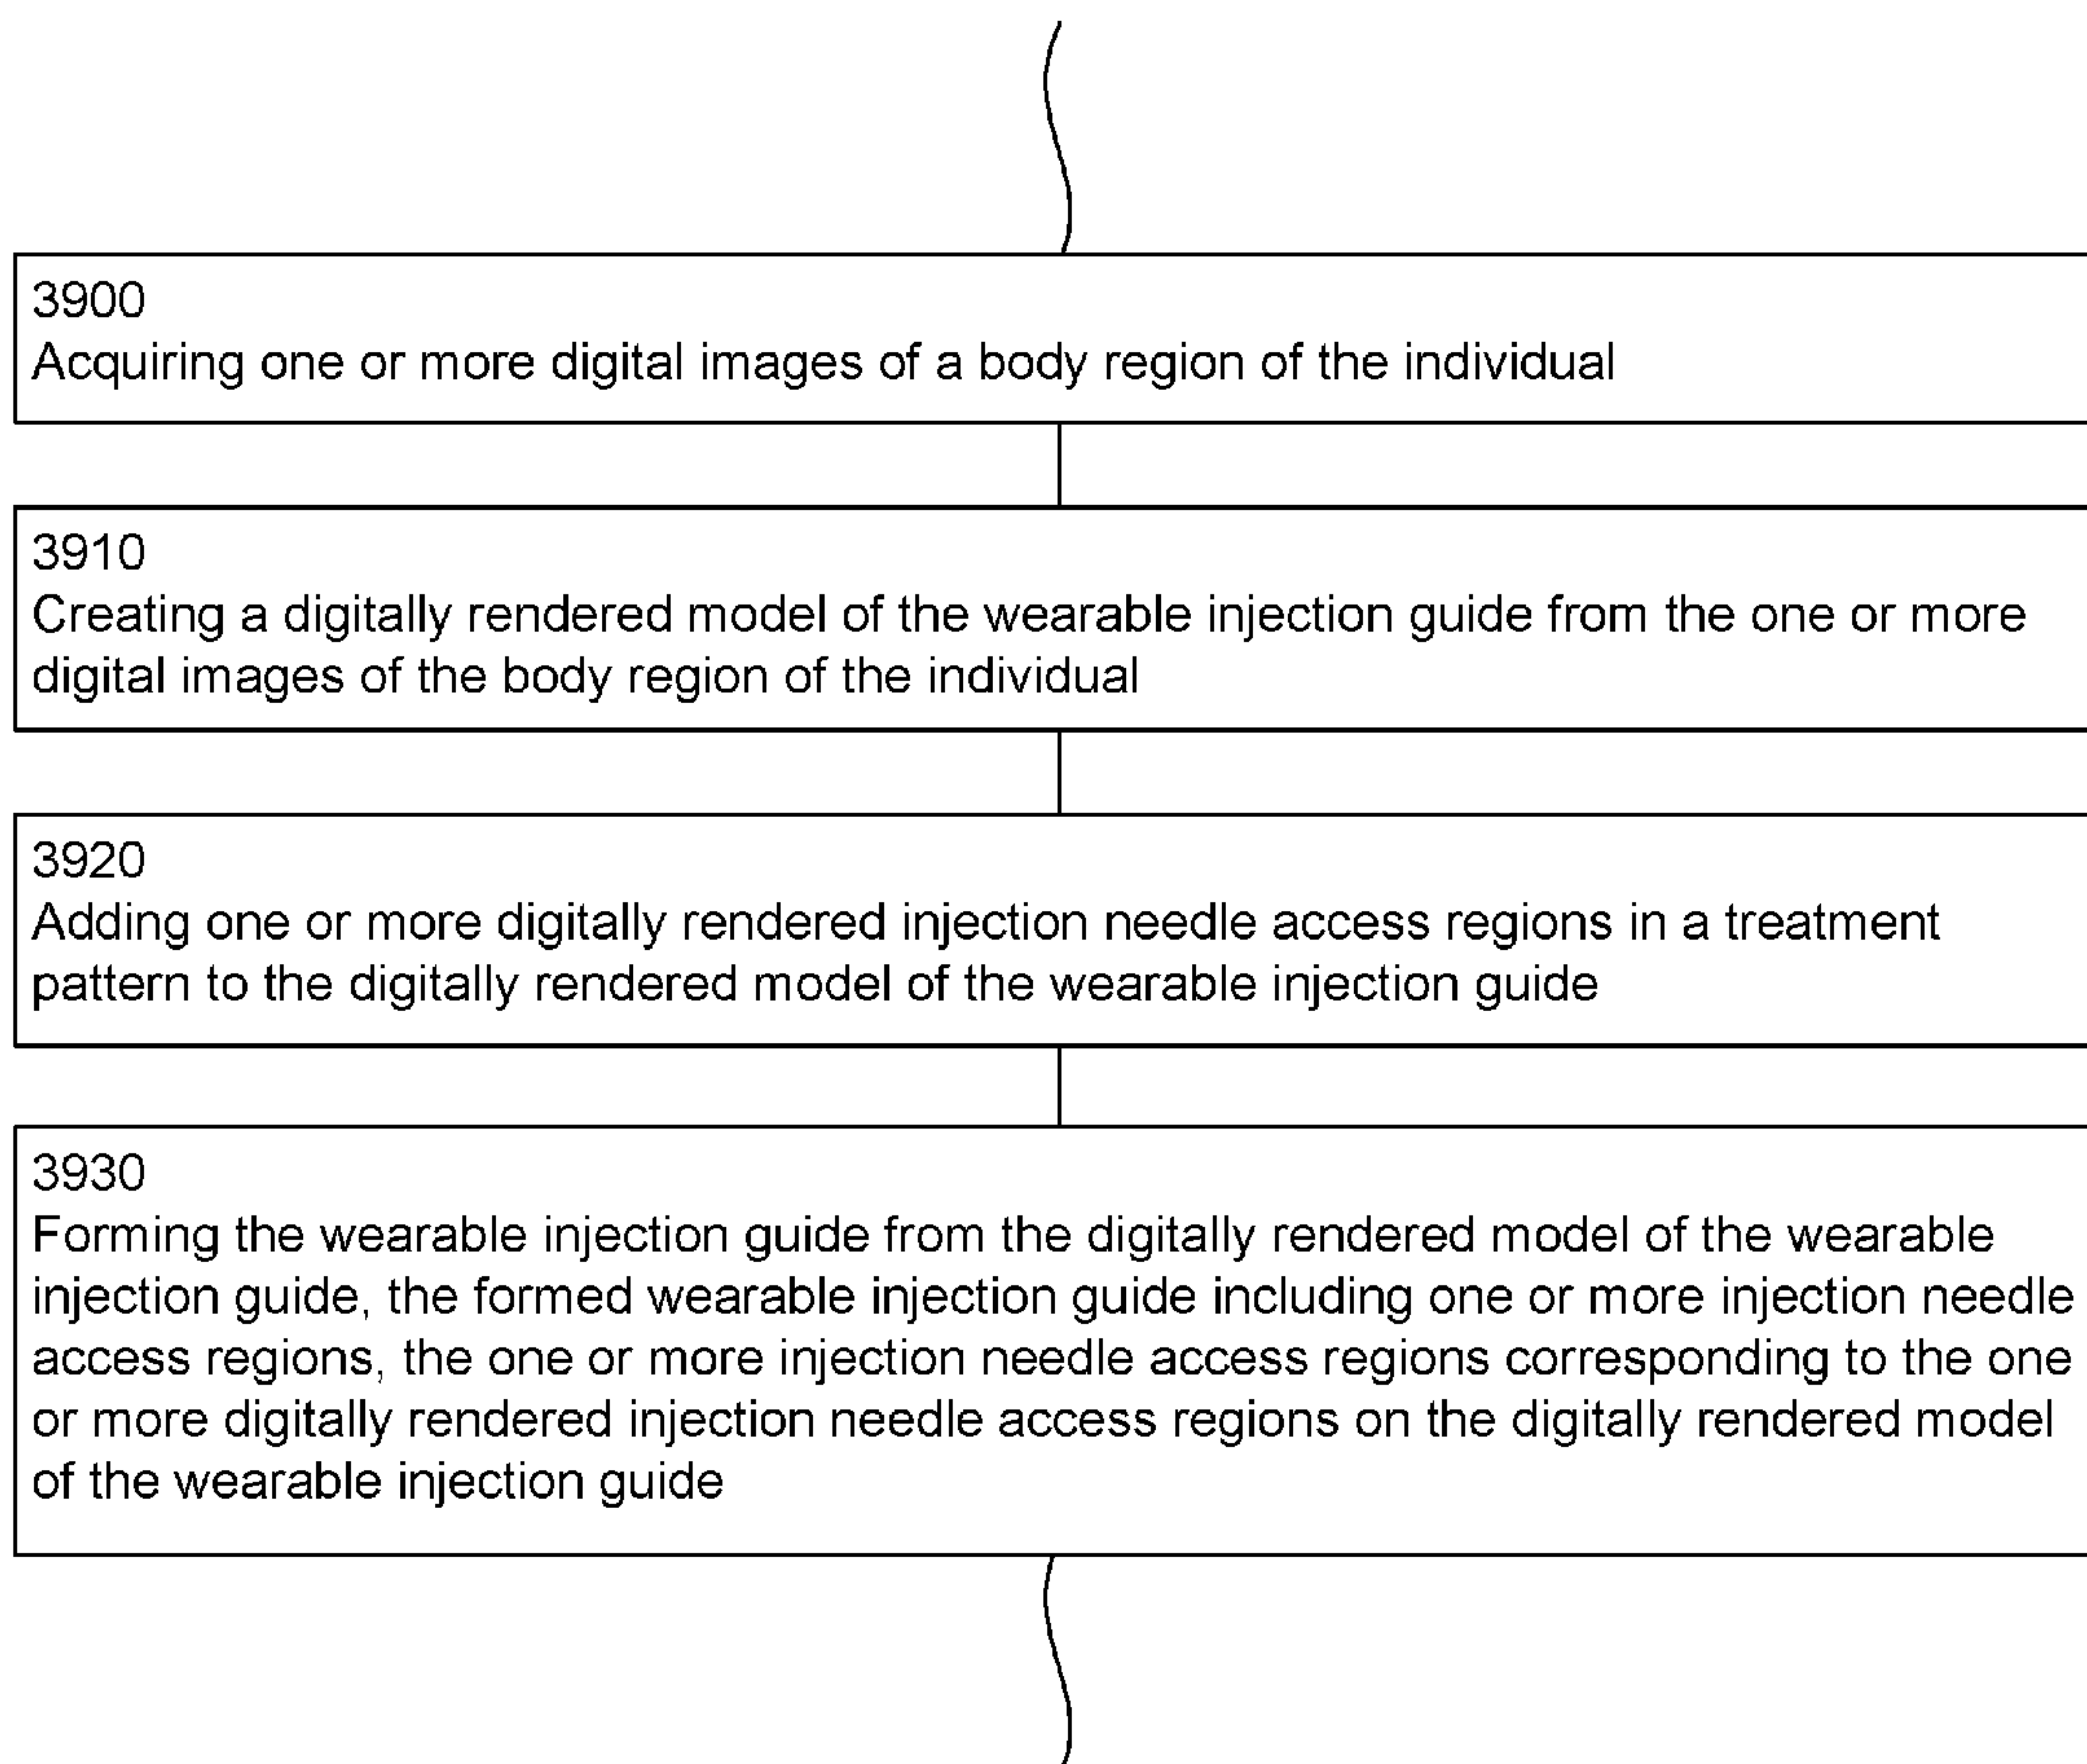 3900
Acquiring one or more digital images of a body region of the individual
3910
Creating a digitally rendered model of the wearable injection guide from the one or more
digital images of the body region of the individual
3920
Adding one or more digitally rendered injection needle access regions in a treatment
pattern to the digitally rendered model of the wearable injection guide
3930
Forming the wearable injection guide from the digitally rendered model of the wearable
injection guide, the formed wearable injection guide including one or more injection needle
access regions, the one or more injection needle access regions corresponding to the one
or more digitally rendered injection needle access regions on the digitally rendered model
of the wearable injection guide